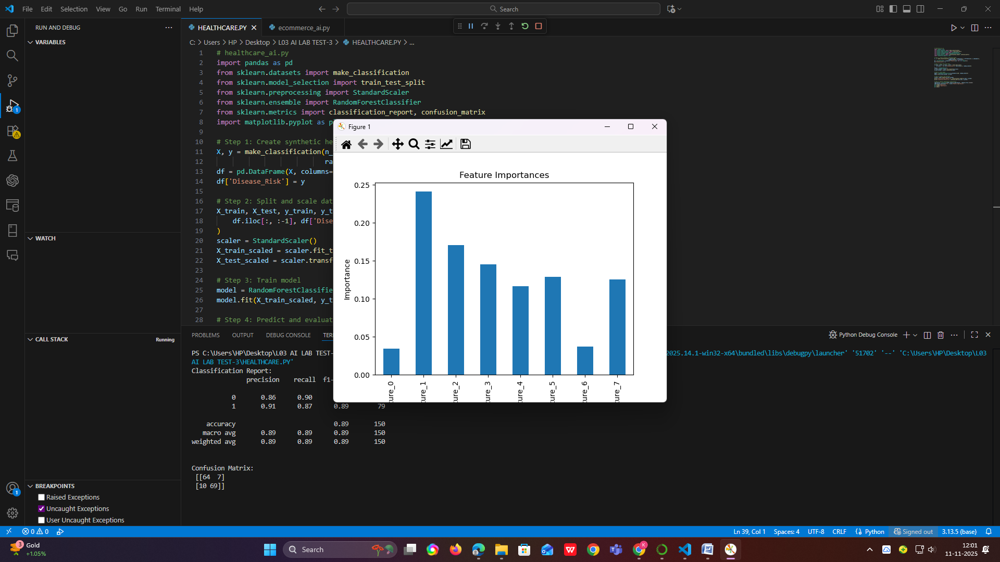 File Edit Selection View Go Run Terminal Help
Search
RUN AND DEBUG
VARIABLES
WATCH
CALL STACK
Running
BREAKPOINTS
Raised Exceptions
Uncaught Exceptions
User Uncaught Exceptions
HEALTHCARE.PY
ecommerce_ai.py
C: > Users > HP > Desktop > L03 AI LAB TEST-3 > HEALTHCARE.PY > ...
1 # healthcare_ai.py
2 import pandas as pd
3 from sklearn.datasets import make_classification
4 from sklearn.model_selection import train_test_split
5 from sklearn.preprocessing import StandardScaler
6 from sklearn.ensemble import RandomForestClassifier
7 from sklearn.metrics import classification_report, confusion_matrix
8 import matplotlib.pyplot as p
9
10 # Step 1: Create synthetic he
11 X, y = make_classification(n_
12 ra
13 df = pd.DataFrame(X, columns=
14 df['Disease_Risk'] = y
15
16 # Step 2: Split and scale dat
17 X_train, X_test, y_train, y_t
18 df.iloc[:, :-1], df['Dise
19 )
20 scaler = StandardScaler()
21 X_train_scaled = scaler.fit_t
22 X_test_scaled = scaler.transf
23
24 # Step 3: Train model
25 model = RandomForestClassifie
26 model.fit(X_train_scaled, y_t
27
28 # Step 4: Predict and evaluat
Figure 1
Feature Importances
Importance
0.25
0.20
0.15
0.10
0.05
0.00
ture_0
ture_1
ture_2
ture_3
ture_4
ture_5
ture_6
ture_7
PROBLEMS OUTPUT DEBUG CONSOLE TER
Python Debug Console
PS C:\Users\HP\Desktop\L03 AI LAB TEST- 2025.14.1-win32-x64\bundled\libs\debugpy\launcher' '51702' '--' 'C:\Users\HP\Desktop\L03
AI LAB TEST-3\HEALTHCARE.PY'
Classification Report:
precision recall f1-
0 0.86 0.90
1 0.91 0.87 0.89 79
accuracy 0.89 150
macro avg 0.89 0.89 0.89 150
weighted avg 0.89 0.89 0.89 150
Confusion Matrix:
[[64 7]
[10 69]]
0 0
Ln 39, Col 1 Spaces: 4 UTF-8 CRLF Python Signed out 3.13.5 (base)
3
Gold
+1.05%
Search
12:01
11-11-2025